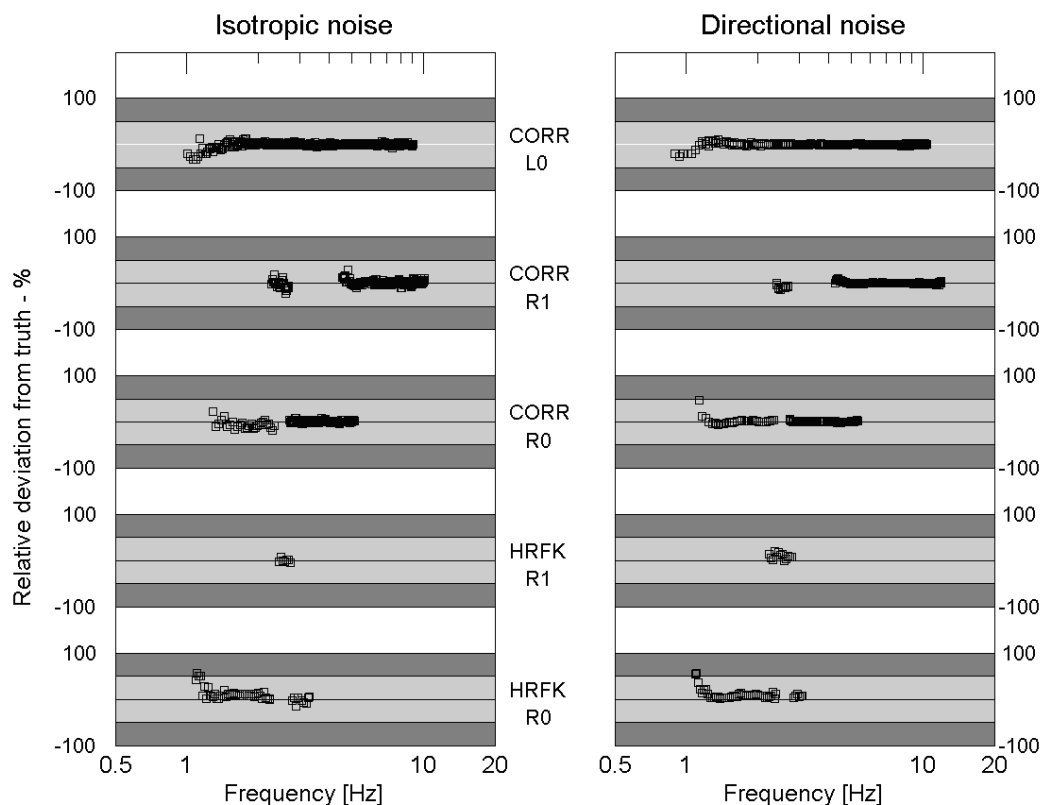 Isotropic noise
Directional noise
100
100
CORR
L0
-100
-100
100
100
CORR
R1
-100
-100
100
100
CORR
R0
-100
-100
100
100
HRFK
R1
-100
-100
100
100
HRFK
R0
-100
-100
0.5
1
10
20
0.5
1
10
20
Frequency [Hz]
Frequency [Hz]
Relative deviation from truth - %